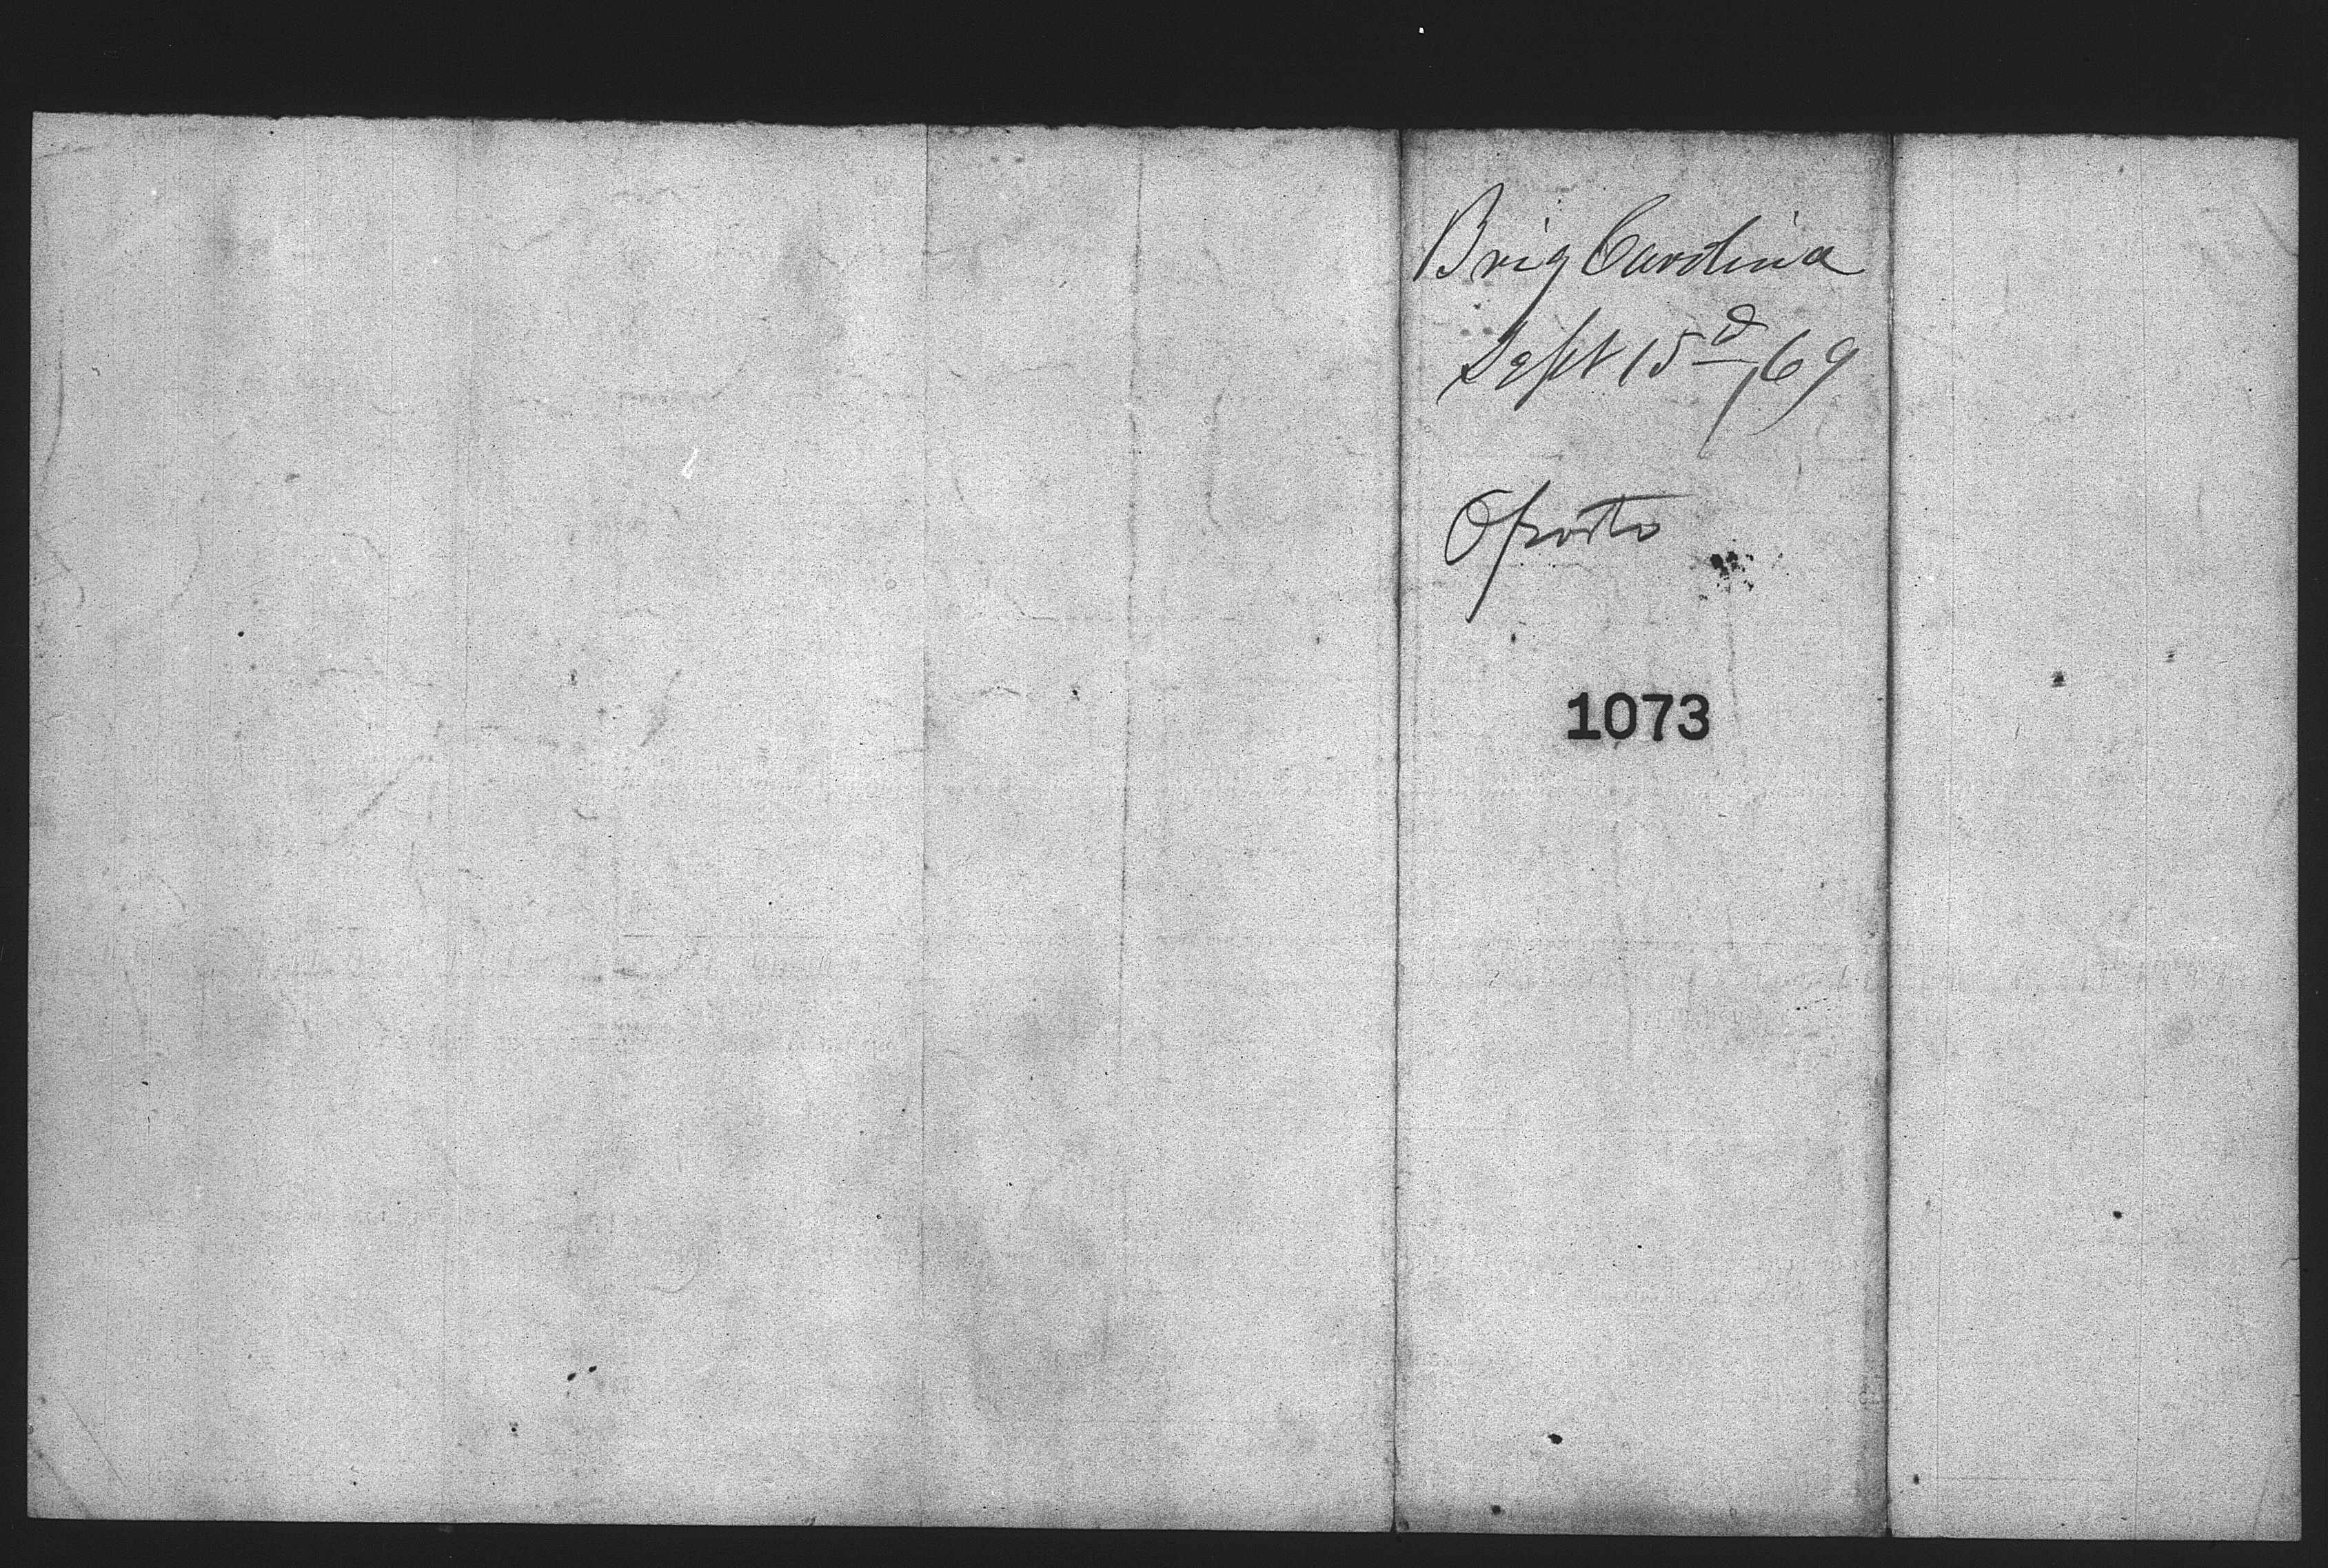 Brig Carolina
Sept 15d/69
Oporto
1073